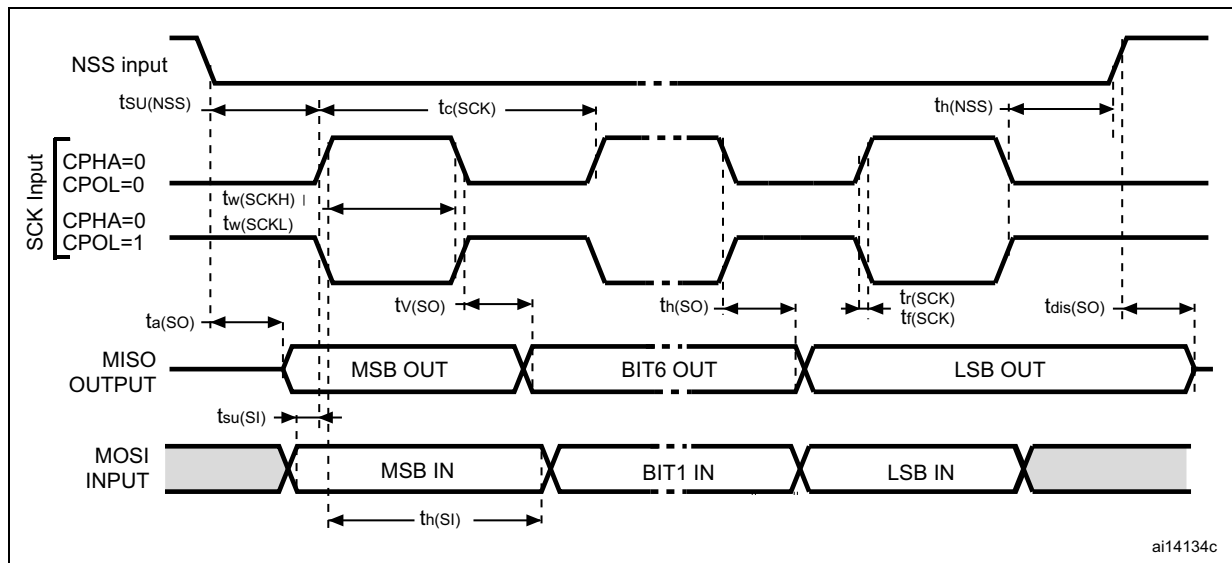 NSS input
tSU(NSS)
tc(SCK)
th(NSS)
SCK Input
CPHA=0
CPOL=0
tw(SCKH)
CPHA=0
CPOL=1
tw(SCKL)
ta(SO)
tV(SO)
th(SO)
tr(SCK)
tf(SCK)
tdis(SO)
MISO
OUTPUT
MSB OUT
BIT6 OUT
LSB OUT
tsu(SI)
MOSI
INPUT
MSB IN
BIT1 IN
LSB IN
th(SI)
ai14134c